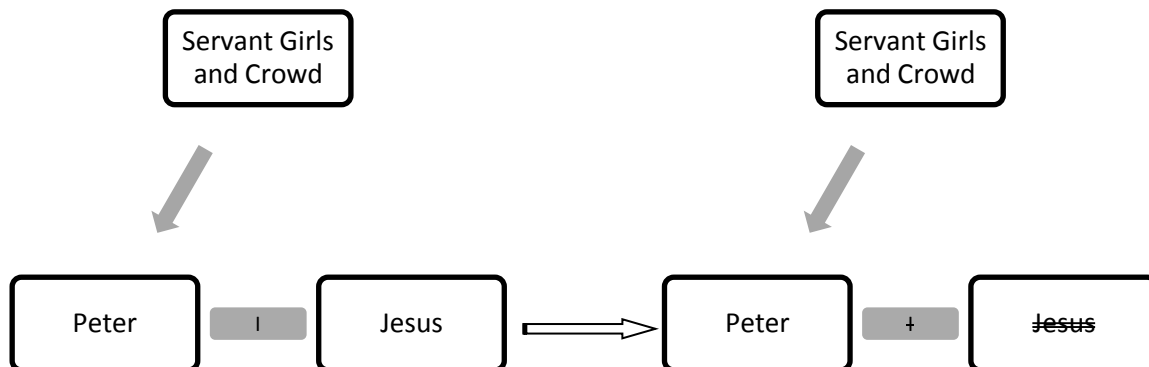 Servant Girls
and Crowd
Servant Girls
and Crowd
Peter
I
Jesus
Peter
I
Jesus